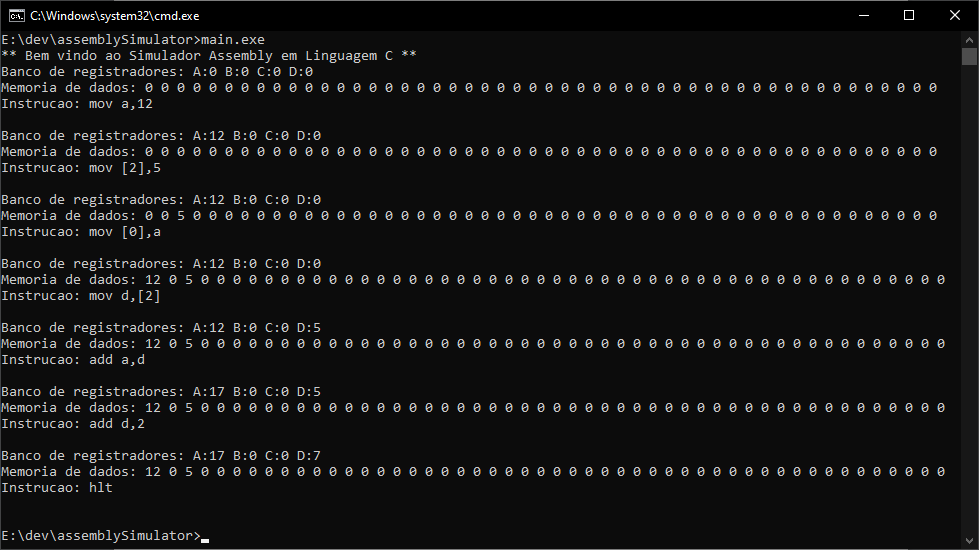 C:\Windows\system32\cmd.exe
E:\dev\assemblySimulator>main.exe
** Bem vindo ao Simulador Assembly em Linguagem C **
Banco de registradores: A:0 B:0 C:0 D:0
Memoria de dados: 0 0 0 0 0 0 0 0 0 0 0 0 0 0 0 0 0 0 0 0 0 0 0 0 0 0 0 0 0 0 0 0 0 0 0 0 0 0 0 0 0 0 0 0 0 0 0 0 0 0
Instrucao: mov a,12
Banco de registradores: A:12 B:0 C:0 D:0
Memoria de dados: 0 0 0 0 0 0 0 0 0 0 0 0 0 0 0 0 0 0 0 0 0 0 0 0 0 0 0 0 0 0 0 0 0 0 0 0 0 0 0 0 0 0 0 0 0 0 0 0 0 0
Instrucao: mov [2],5
Banco de registradores: A:12 B:0 C:0 D:0
Memoria de dados: 0 0 5 0 0 0 0 0 0 0 0 0 0 0 0 0 0 0 0 0 0 0 0 0 0 0 0 0 0 0 0 0 0 0 0 0 0 0 0 0 0 0 0 0 0 0 0 0 0 0
Instrucao: mov [0],a
Banco de registradores: A:12 B:0 C:0 D:0
Memoria de dados: 12 0 5 0 0 0 0 0 0 0 0 0 0 0 0 0 0 0 0 0 0 0 0 0 0 0 0 0 0 0 0 0 0 0 0 0 0 0 0 0 0 0 0 0 0 0 0 0 0 0
Instrucao: mov d,[2]
Banco de registradores: A:12 B:0 C:0 D:5
Memoria de dados: 12 0 5 0 0 0 0 0 0 0 0 0 0 0 0 0 0 0 0 0 0 0 0 0 0 0 0 0 0 0 0 0 0 0 0 0 0 0 0 0 0 0 0 0 0 0 0 0 0 0
Instrucao: add a,d
Banco de registradores: A:17 B:0 C:0 D:5
Memoria de dados: 12 0 5 0 0 0 0 0 0 0 0 0 0 0 0 0 0 0 0 0 0 0 0 0 0 0 0 0 0 0 0 0 0 0 0 0 0 0 0 0 0 0 0 0 0 0 0 0 0 0
Instrucao: add d,2
Banco de registradores: A:17 B:0 C:0 D:7
Memoria de dados: 12 0 5 0 0 0 0 0 0 0 0 0 0 0 0 0 0 0 0 0 0 0 0 0 0 0 0 0 0 0 0 0 0 0 0 0 0 0 0 0 0 0 0 0 0 0 0 0 0 0
Instrucao: hlt
E:\dev\assemblySimulator>